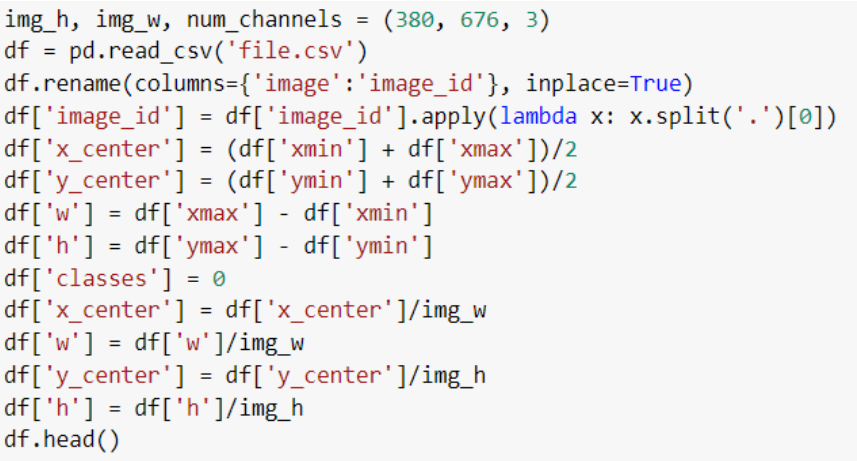 img_h, img_w, num_channels = (380, 676, 3)
df = pd.read_csv('file.csv')
df.rename(columns={'image':'image_id'}, inplace=True)
df['image_id'] = df['image_id'].apply(lambda x: x.split('.')[0])
df['x_center'] = (df['xmin'] + df['xmax'])/2
df['y_center'] = (df['ymin'] + df['ymax'])/2
df['w'] = df['xmax'] - df['xmin']
df['h'] = df['ymax'] - df['ymin']
df['classes'] = 0
df['x_center'] = df['x_center']/img_w
df['w'] = df['w']/img_w
df['y_center'] = df['y_center']/img_h
df['h'] = df['h']/img_h
df.head()